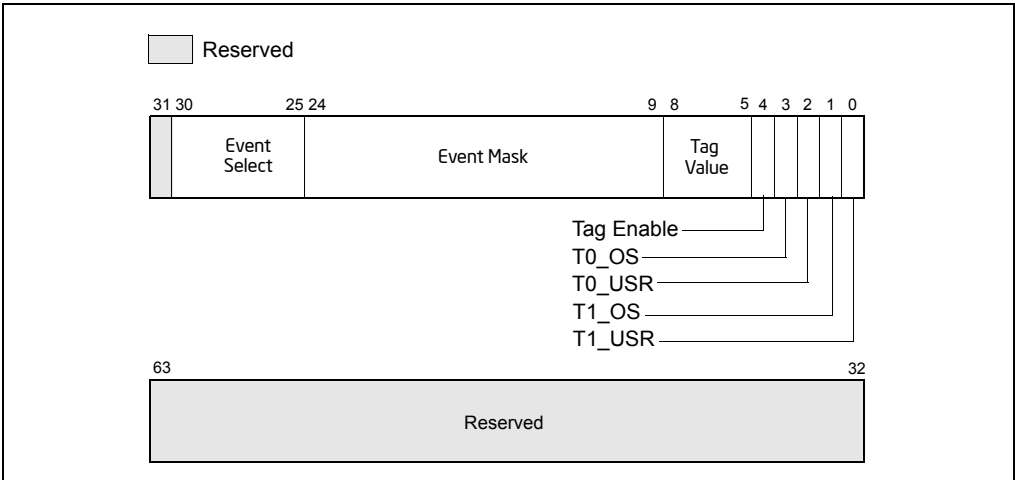 Reserved
31 30 25 24 9 8 5 4 3 2 1 0
Event
Select
Event Mask
Tag
Value
Tag Enable
T0_OS
T0_USR
T1_OS
T1_USR
63 32
Reserved